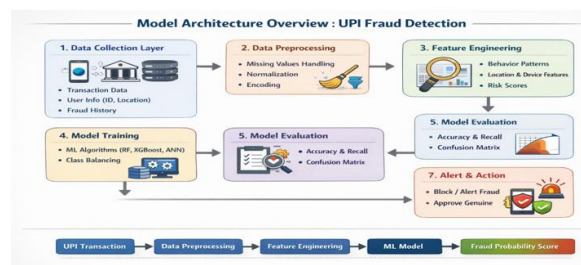 Model Architecture Overview : UPI Fraud Detection
1. Data Collection Layer
• Transaction Data
• User Info (ID, Location)
• Fraud History
2. Data Preprocessing
• Missing Values Handling
• Normalization
• Encoding
3. Feature Engineering
• Behavior Patterns
• Location & Device Features
• Risk Scores
5. Model Evaluation
• Accuracy & Recall
• Confusion Matrix
4. Model Training
• ML Algorithms (RF, XGBoost, ANN)
• Class Balancing
5. Model Evaluation
• Accuracy & Recall
• Confusion Matrix
7. Alert & Action
• Block / Alert Fraud
• Approve Genuine
UPI Transaction
Data Preprocessing
Feature Engineering
ML Model
Fraud Probability Score